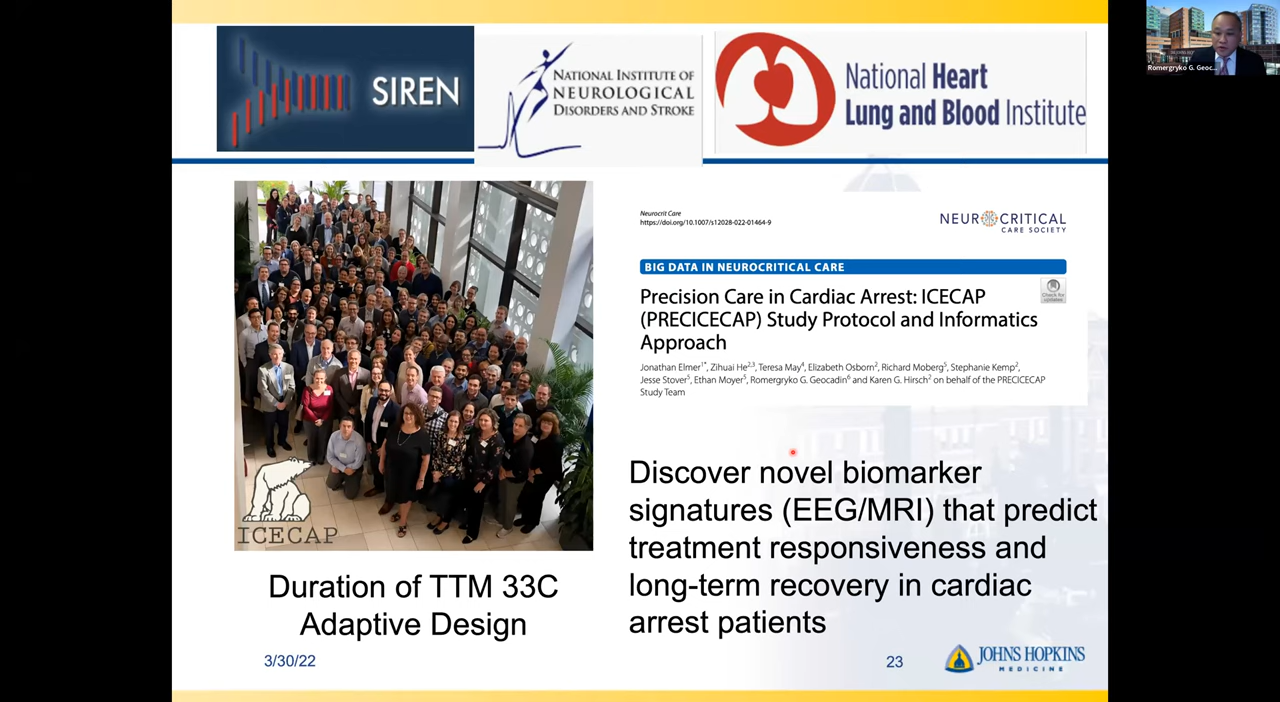 SIREN
NATIONAL INSTITUTE OF
NEUROLOGICAL
DISORDERS AND STROKE
National Heart
Lung and Blood Institute
Romergryko G. Geoc...
Neurocrit Care
https://doi.org/10.1007/s12028-022-01464-9
NEUROCRITICAL
CARE SOCIETY
BIG DATA IN NEUROCRITICAL CARE
Check for
updates
Precision Care in Cardiac Arrest: ICECAP
(PRECICECAP) Study Protocol and Informatics
Approach
Jonathan Elmer1*, Zihuai He2,3, Teresa May4, Elizabeth Osborn2, Richard Moberg5, Stephanie Kemp2,
Jesse Stover5, Ethan Moyer5, Romergryko G. Geocadin6 and Karen G. Hirsch2 on behalf of the PRECICECAP
Study Team
ICECAP
Duration of TTM 33C
Adaptive Design
Discover novel biomarker
signatures (EEG/MRI) that predict
treatment responsiveness and
long-term recovery in cardiac
arrest patients
3/30/22
23
JOHNS HOPKINS
MEDICINE